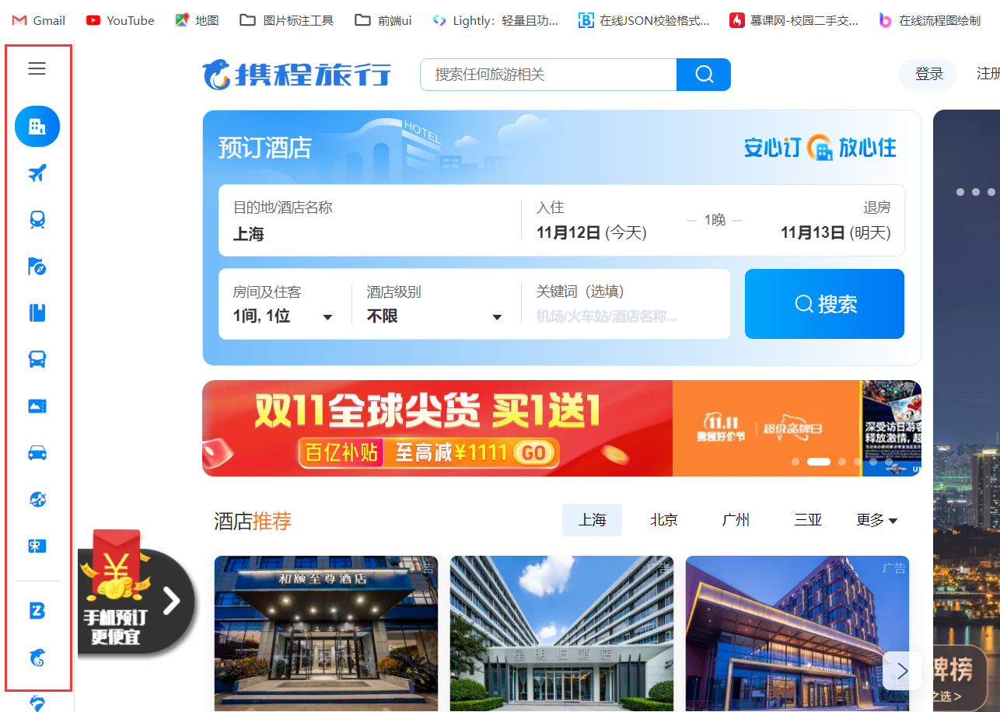 Gmail
YouTube
地图
图片标注工具
前端ui
Lightly：轻量且功...
在线JSON校验格式...
慕课网-校园二手交...
在线流程图绘制
携程旅行
搜索任何旅游相关
登录
注册
预订酒店
HOTEL
安心订
放心住
目的地/酒店名称
上海
入住
11月12日 (今天)
1晚
退房
11月13日 (明天)
房间及住客
1间, 1位
酒店级别
不限
关键词（选填）
机场/火车站/酒店名称...
搜索
双11全球尖货 买1送1
百亿补贴
至高减¥1111 GO
11.11
携程好价节
超级品牌日
深受访日游客
释放激情，超
酒店推荐
上海
北京
广州
三亚
更多
手机预订
更便宜
和颐至尊酒店
广告
广告
广告
牌榜
之选>